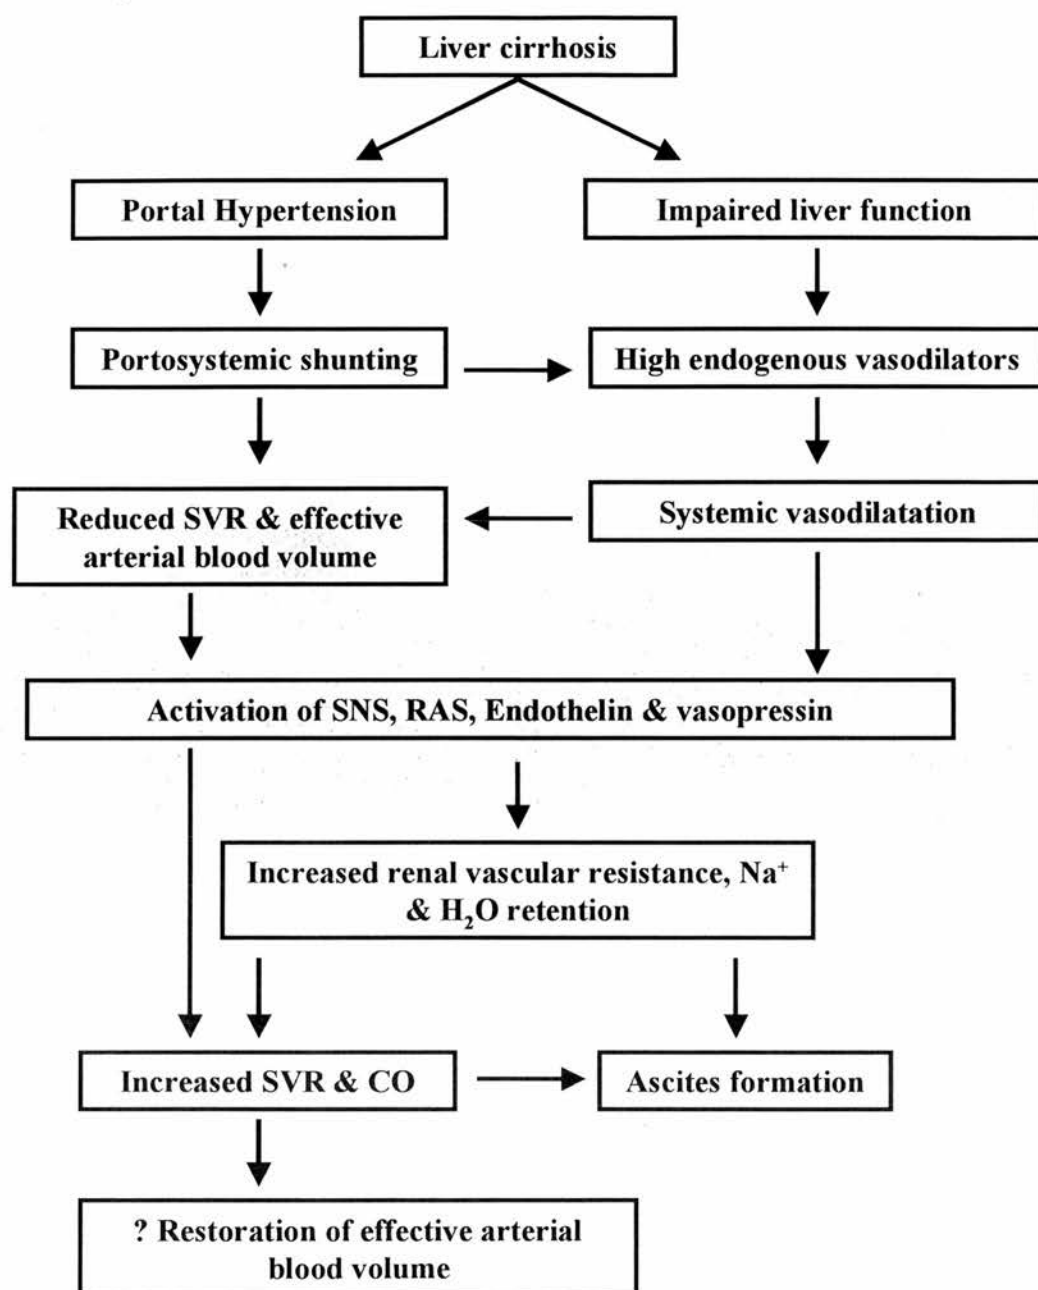 Liver cirrhosis
Portal Hypertension
Impaired liver function
Portosystemic shunting
High endogenous vasodilators
Reduced SVR & effective
arterial blood volume
Systemic vasodilatation
Activation of SNS, RAS, Endothelin & vasopressin
Increased renal vascular resistance, Na⁺
& H₂O retention
Increased SVR & CO
Ascites formation
? Restoration of effective arterial
blood volume